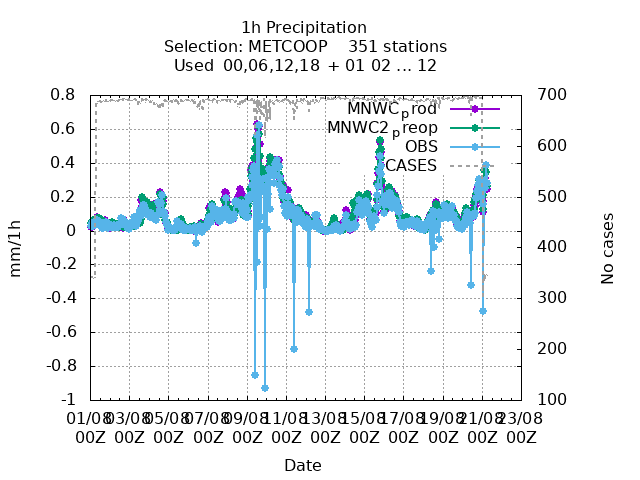 1h Precipitation
Selection: METCOOP    351 stations
Used  00,06,12,18 + 01 02 ... 12
0.8
0.6
0.4
0.2
0
-0.2
-0.4
-0.6
-0.8
-1
700
600
500
400
300
200
100
mm/1h
No cases
MNWCprod
MNWC2preop
OBS
CASES
01/08 03/08 05/08 07/08 09/08 11/08 13/08 15/08 17/08 19/08 21/08 23/08
00Z 00Z 00Z 00Z 00Z 00Z 00Z 00Z 00Z 00Z 00Z 00Z
Date